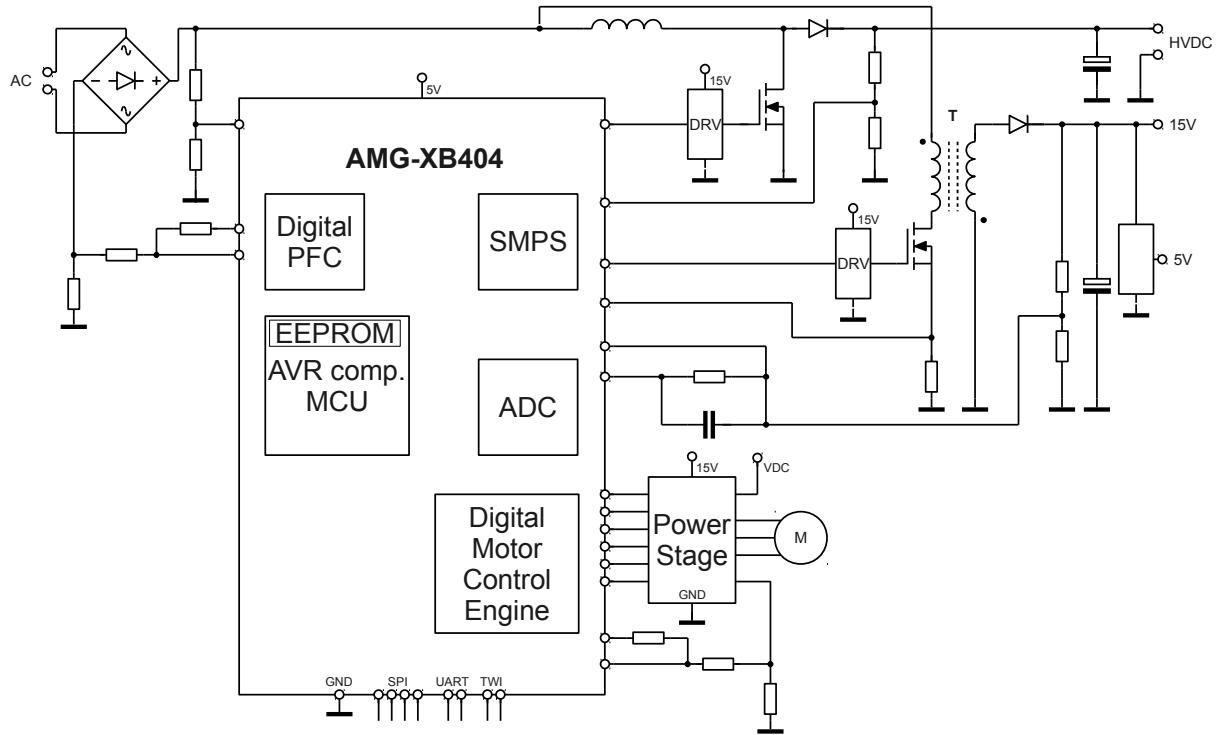 HVDC
AC
5V
15V
DRV
T
15V
AMG-XB404
Digital
PFC
SMPS
15V
DRV
5V
EEPROM
AVR comp.
MCU
ADC
15V
VDC
Digital
Motor
Control
Engine
Power
Stage
M
GND
GND
SPI
UART
TWI